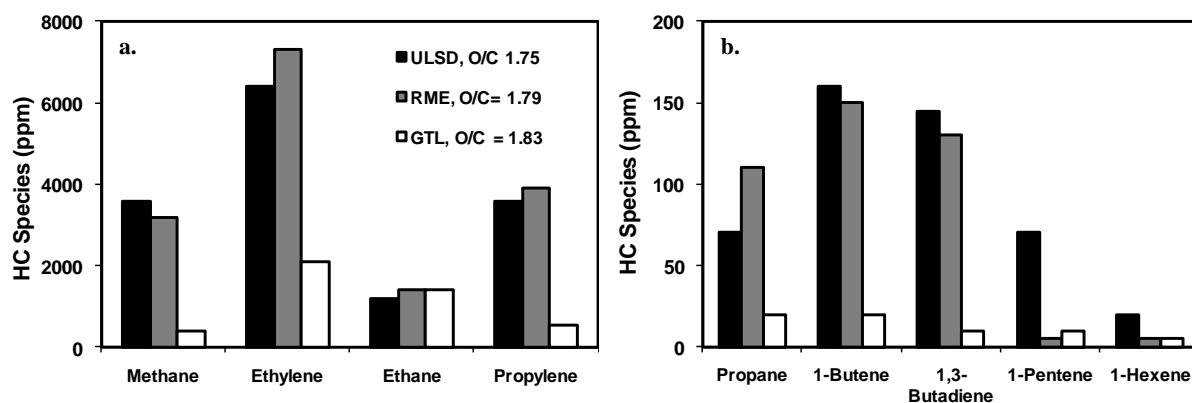 a.
HC Species (ppm)
8000
6000
4000
2000
0
ULSD, O/C 1.75
RME, O/C= 1.79
GTL, O/C = 1.83
Methane Ethylene Ethane Propylene
b.
HC Species (ppm)
200
150
100
50
0
Propane 1-Butene 1,3- 1-Pentene 1-Hexene
Butadiene